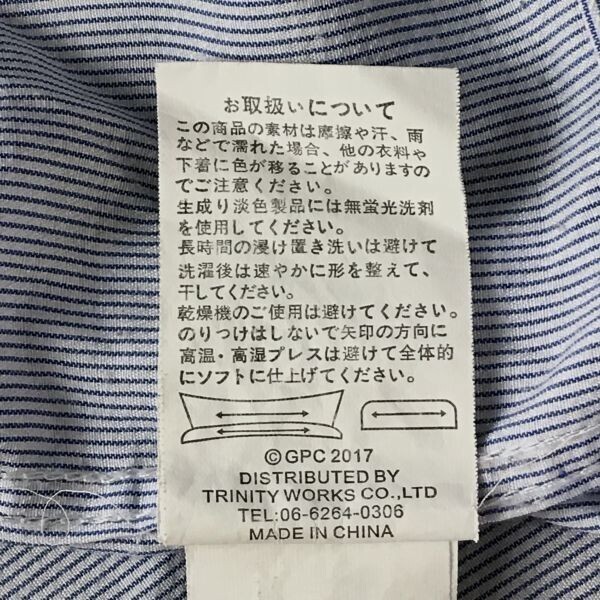 お取扱いについて
この商品の素材は摩擦や汗、雨
などで濡れた場合、他の衣料や
下着に色が移ることがありますの
でご注意ください。
生成り淡色製品には無蛍光洗剤
を使用してください。
長時間の浸け置き洗いは避けて
洗濯後は速やかに形を整えて、
干してください。
乾燥機のご使用は避けてください。
のりつけはしないで矢印の方向に
高温・高湿プレスは避けて全体的
にソフトに仕上げてください。
©GPC 2017
DISTRIBUTED BY
TRINITY WORKS CO.,LTD
TEL:06-6264-0306
MADE IN CHINA